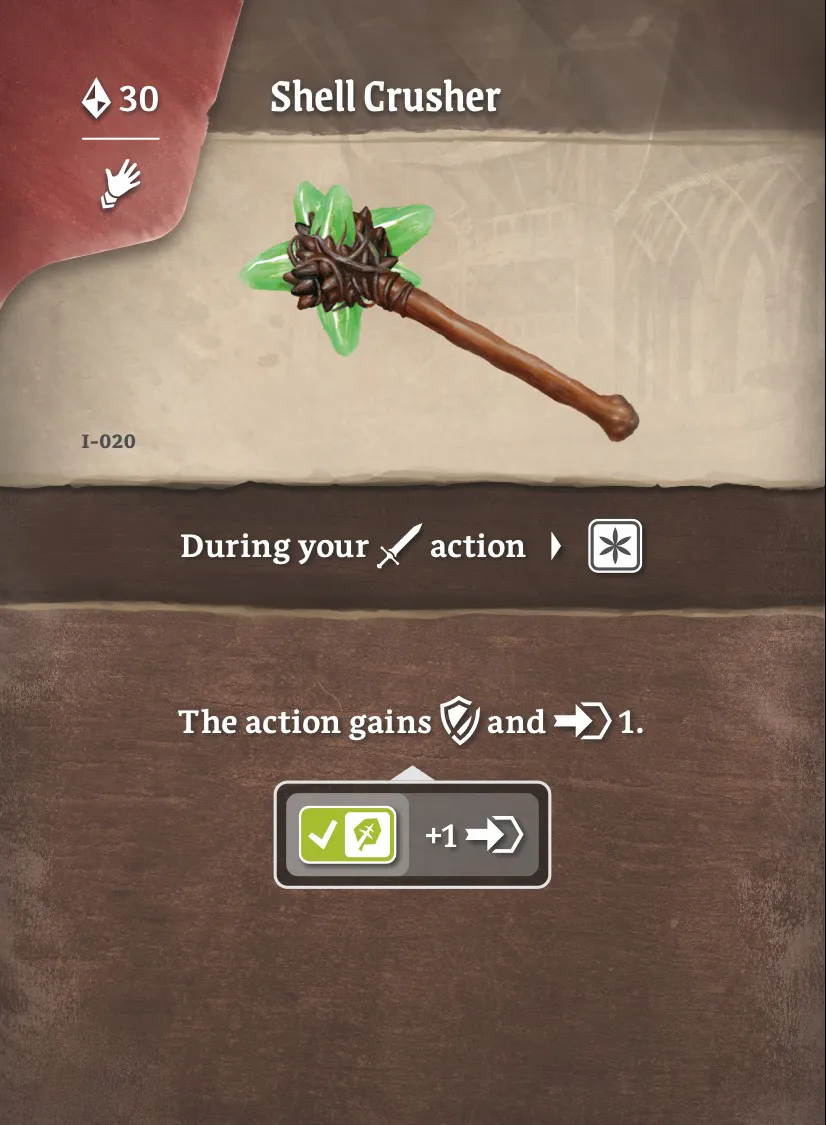 30
Shell Crusher
I-020
During your action
The action gains and 1.
+1